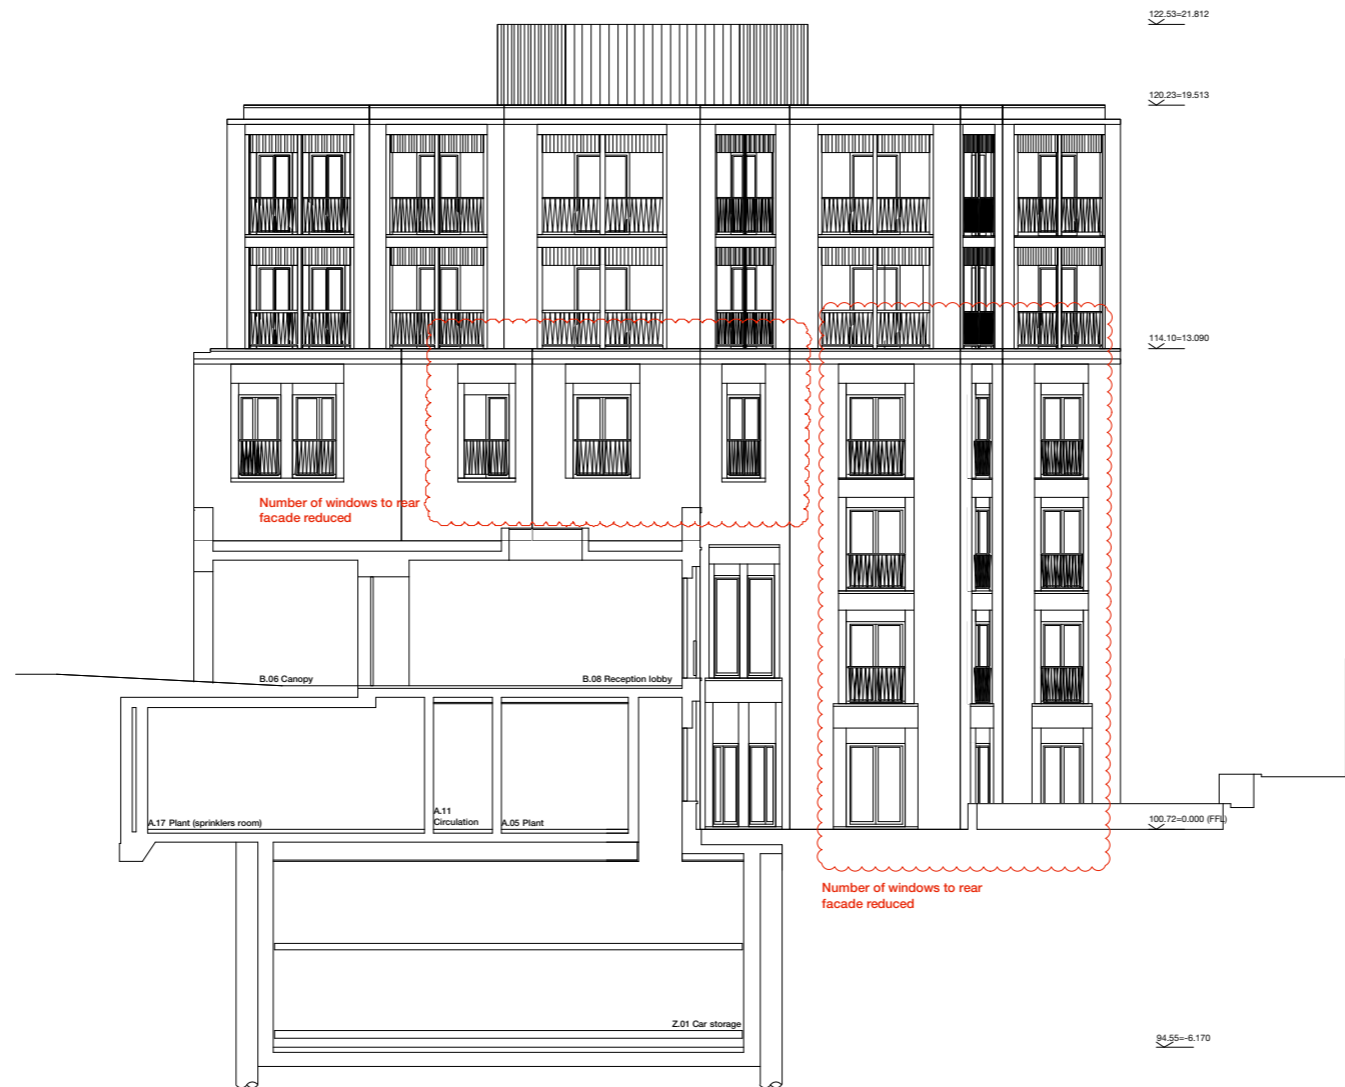 122.53=21.812
120.23=19.513
114.10=13.090
Number of windows to rear
facade reduced
B.06 Canopy
B.08 Reception lobby
A.17 Plant (sprinklers room)
A.11
Circulation
A.05 Plant
100.72=0.000 (FFL)
Number of windows to rear
facade reduced
Z.01 Car storage
94.55=-6.170